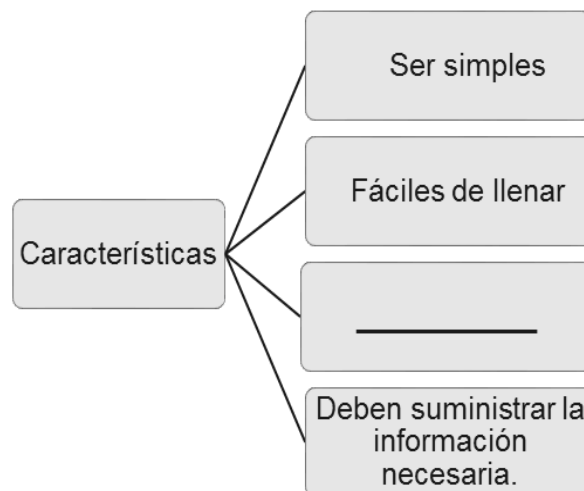 Ser simples
Fáciles de llenar
Características
Deben suministrar la
información
necesaria.